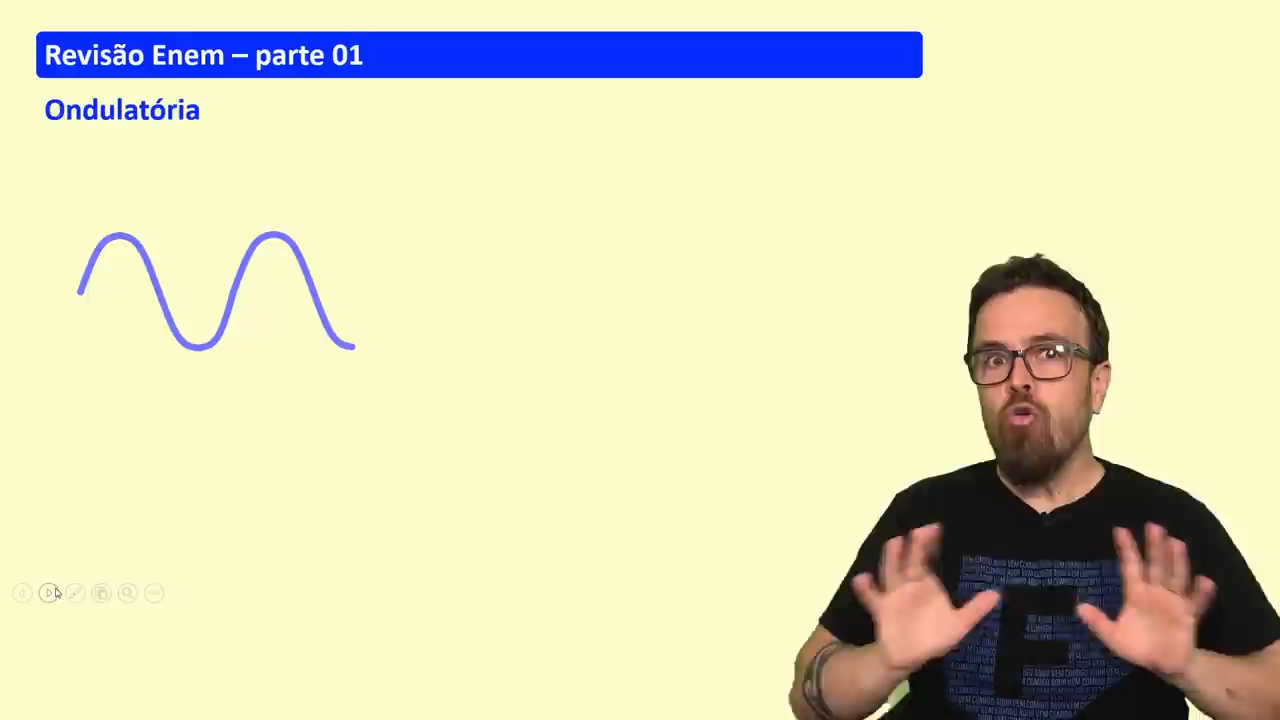 Revisão Enem – parte 01
Ondulatória